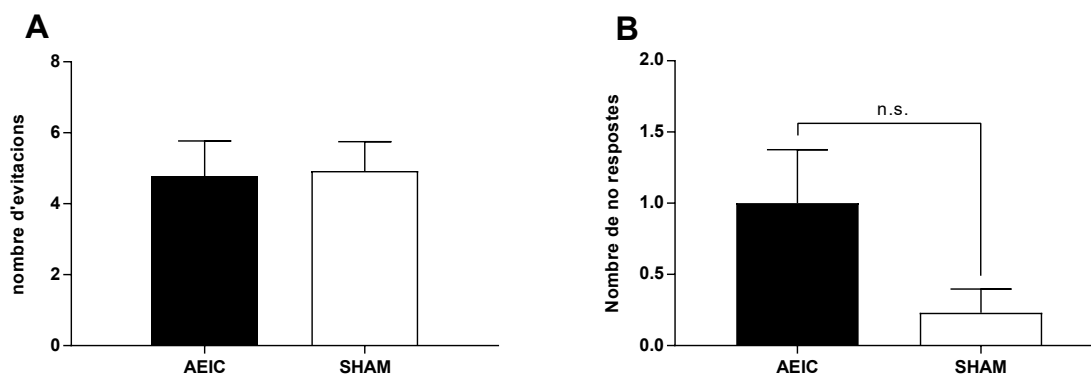 A
nombre d'evitacions
8
6
4
2
0
AEIC
SHAM
B
Nombre de no respostes
2.0
1.5
1.0
0.5
0.0
n.s.
AEIC
SHAM